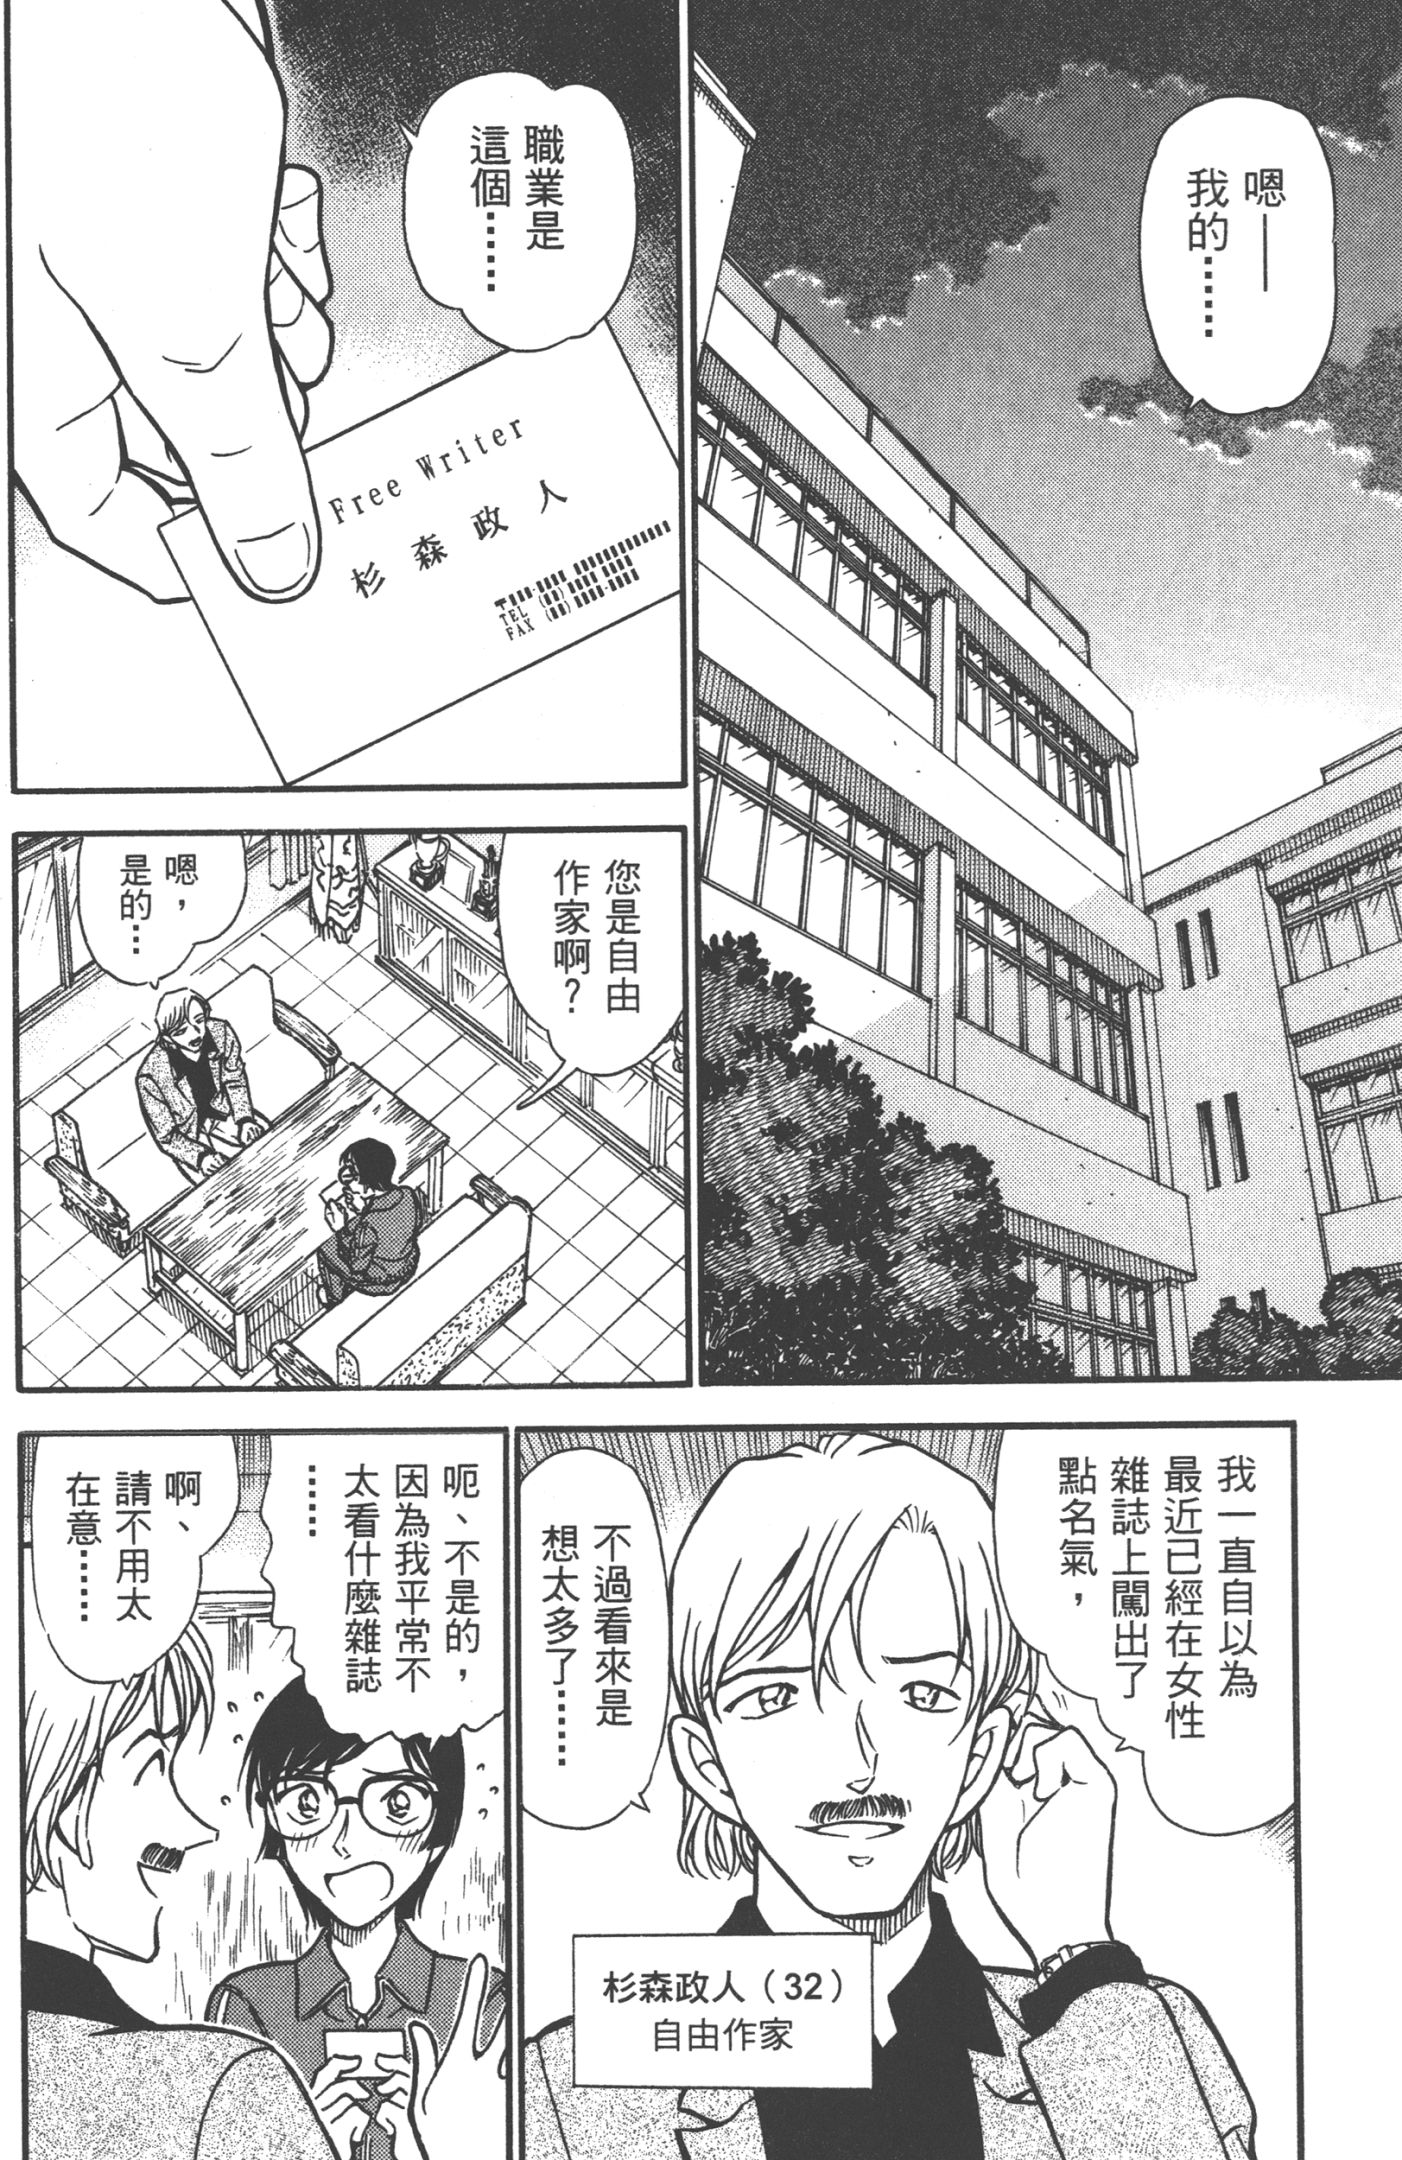 嗯——
我的……
職業是
這個……
Free Writer
杉森政人
TEL
FAX
您是自由
作家啊？
嗯，
是的…
我一直自以為
最近已經在女性
雜誌上闖出了
點名氣，
不過看來是
想太多了……
杉森政人（32）
自由作家
呃、不是的，
因為我平常不
太看什麼雜誌
……
啊、
請不用太
在意……